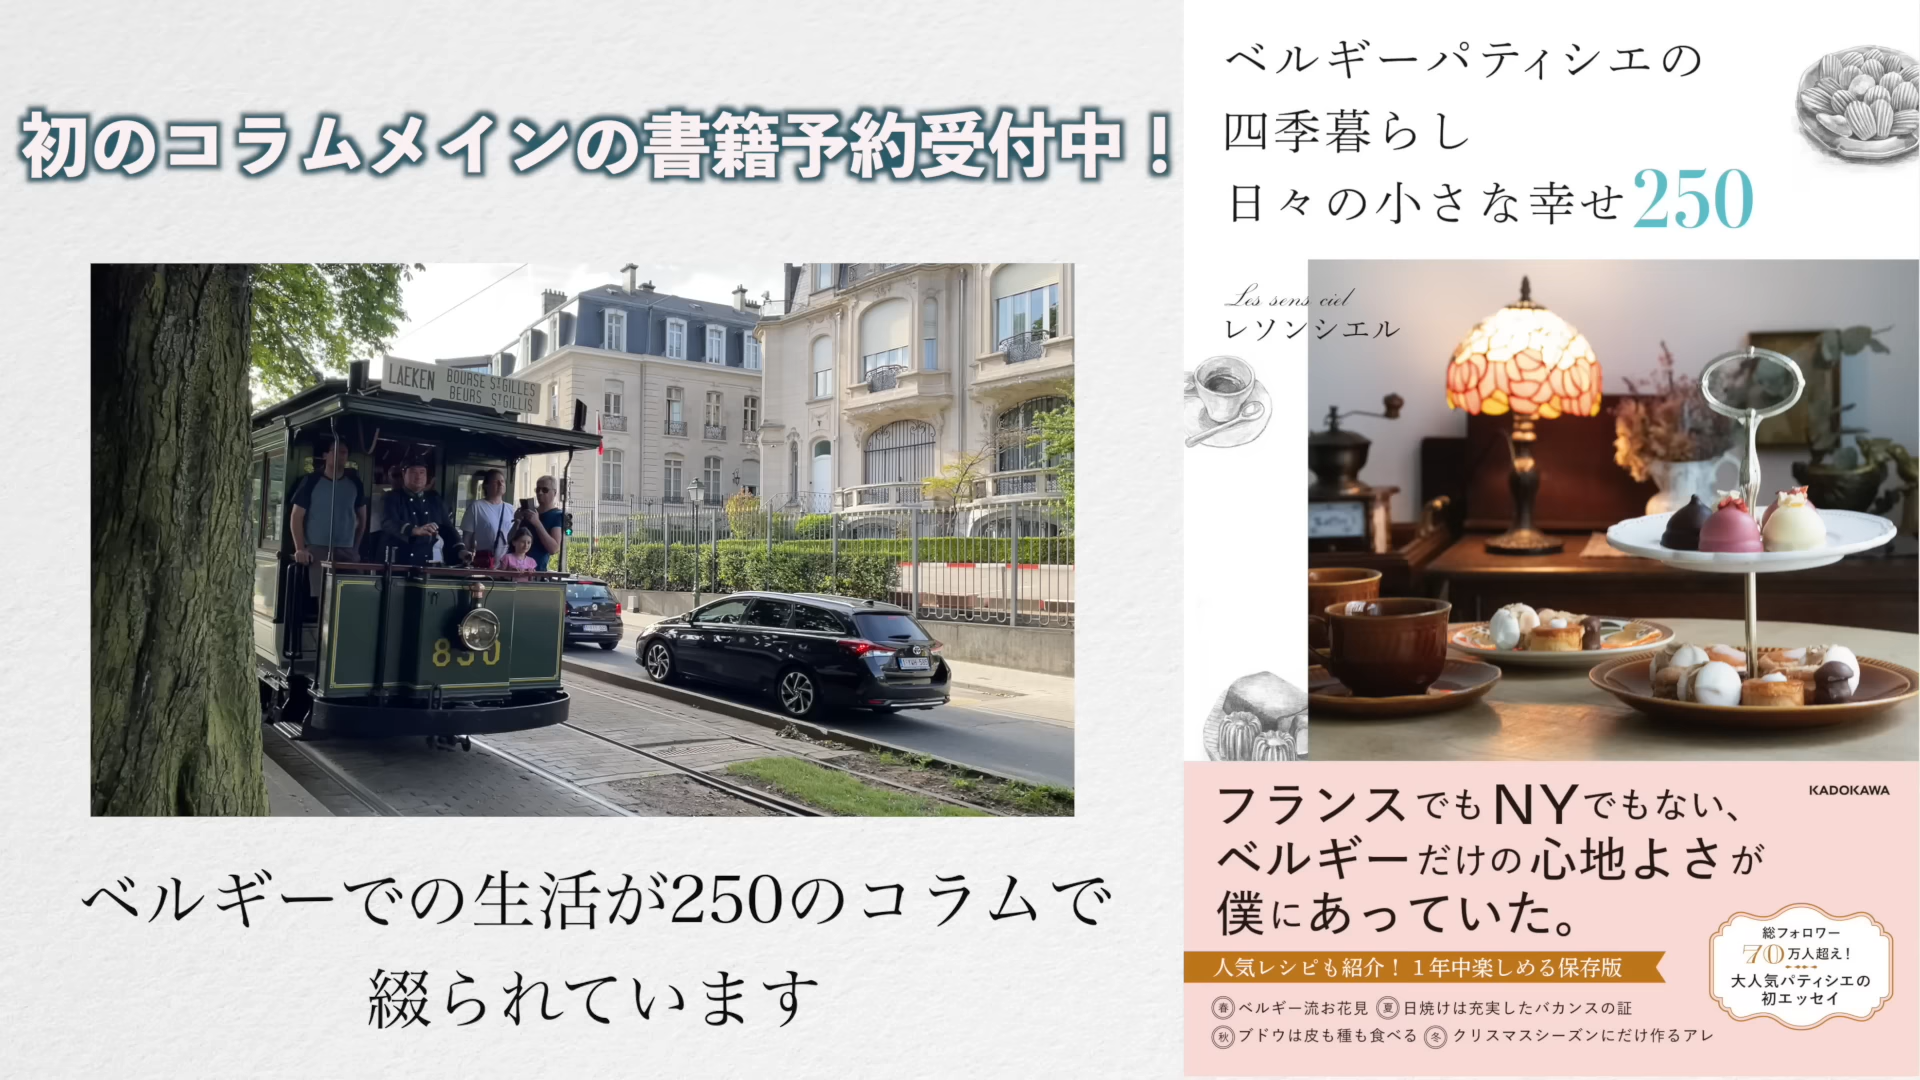 初のコラムメインの書籍予約受付中！
LAEKEN BOURSE ST GILLES
BEURS ST GILLIS
830
ベルギーでの生活が250のコラムで
綴られています
ベルギーパティシエの
四季暮らし
日々の小さな幸せ250
Les sens ciel
レソンシエル
KADOKAWA
フランスでもNYでもない、
ベルギーだけの心地よさが
僕にあっていた。
人気レシピも紹介！1年中楽しめる保存版
春 ベルギー流お花見 夏 日焼けは充実したバカンスの証
秋 ブドウは皮も種も食べる 冬 クリスマスシーズンにだけ作るアレ
総フォロワー
70万人超え！
大人気パティシエの
初エッセイ